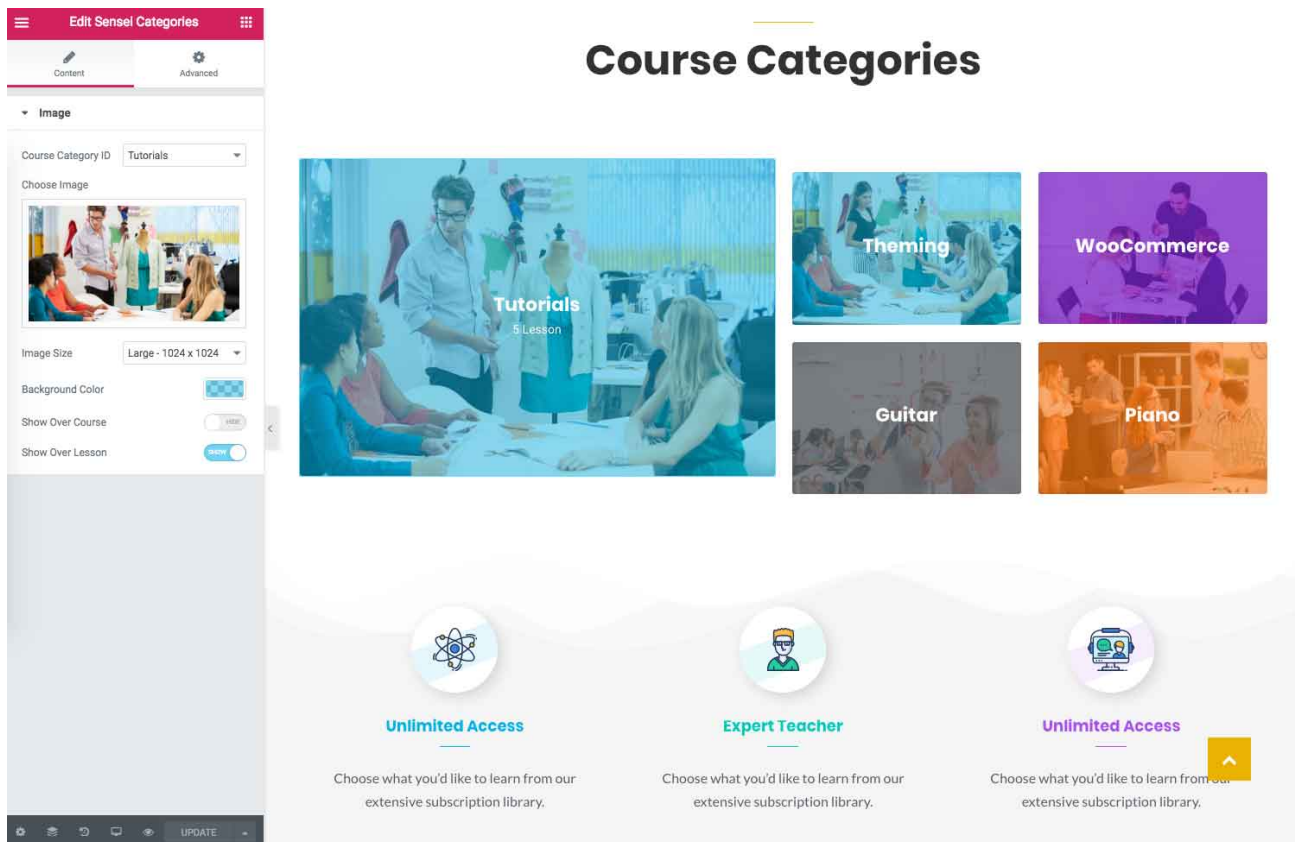 Edit Sensei Categories
Content
Advanced
Image
Course Category ID
Tutorials
Choose Image
Image Size
Large - 1024 x 1024
Background Color
Show Over Course
HIDE
Show Over Lesson
SHOW
UPDATE
Course Categories
Tutorials
5 Lesson
Theming
WooCommerce
Guitar
Piano
Unlimited Access
Choose what you'd like to learn from our
extensive subscription library.
Expert Teacher
Choose what you'd like to learn from our
extensive subscription library.
Unlimited Access
Choose what you'd like to learn from our
extensive subscription library.